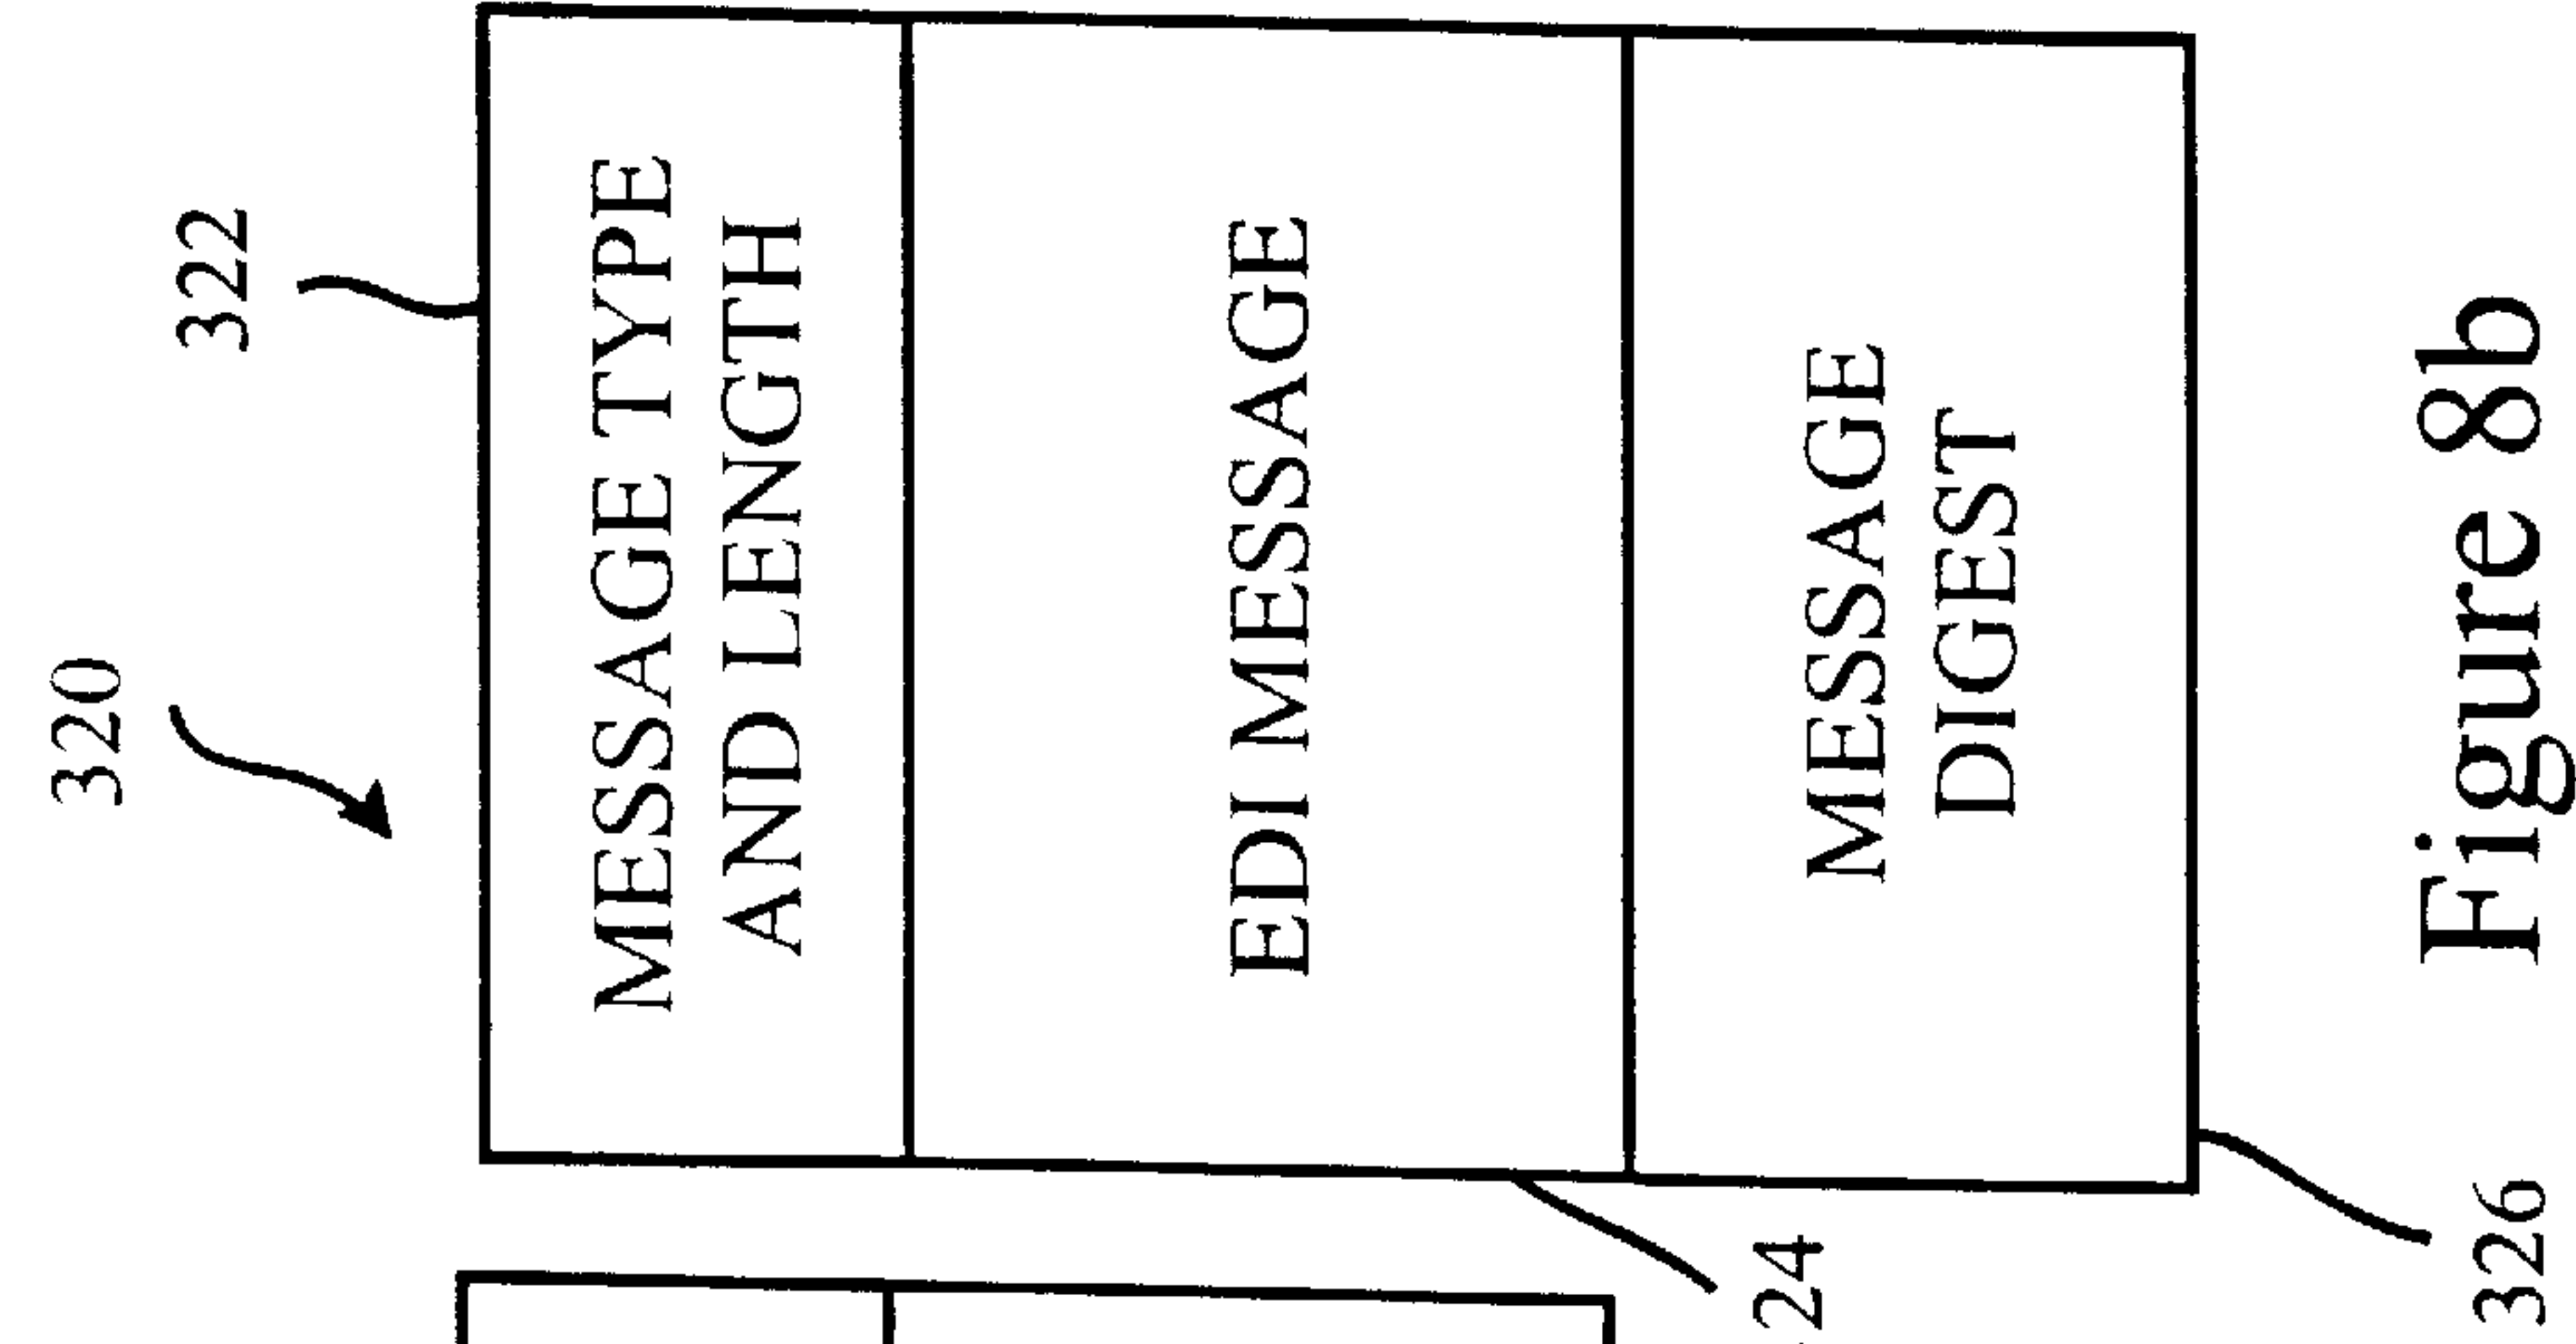 320
322
MESSAGE TYPE
AND LENGTH
EDI MESSAGE
MESSAGE
DIGEST
24
326
Figure 8b